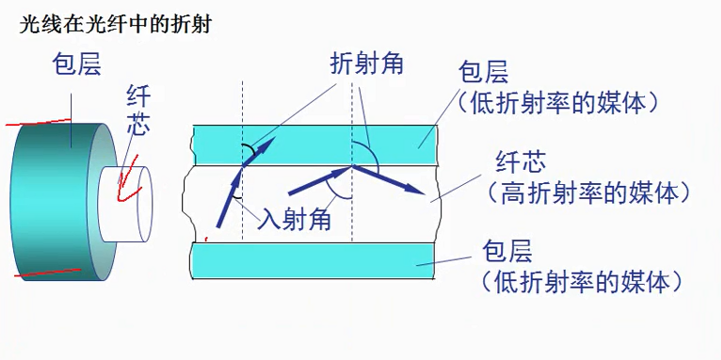 光线在光纤中的折射
包层
纤
芯
折射角
入射角
包层
（低折射率的媒体）
纤芯
（高折射率的媒体）
包层
（低折射率的媒体）